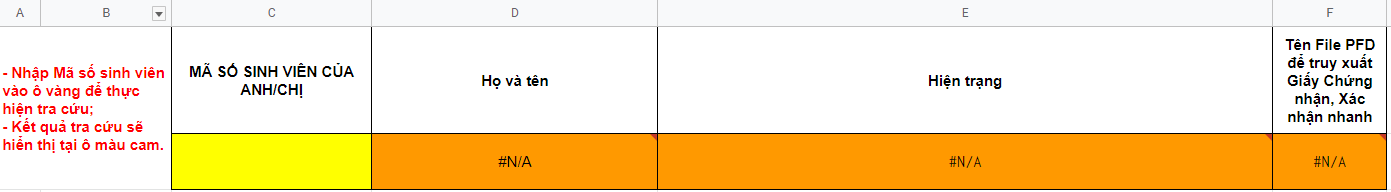 A B C D E F
- Nhập Mã số sinh viên
vào ô vàng để thực
hiện tra cứu;
- Kết quả tra cứu sẽ
hiển thị tại ô màu cam.
MÃ SỐ SINH VIÊN CỦA
ANH/CHỊ
Họ và tên
Hiện trạng
Tên File PFD
để truy xuất
Giấy Chứng
nhận, Xác
nhận nhanh
#N/A #N/A #N/A